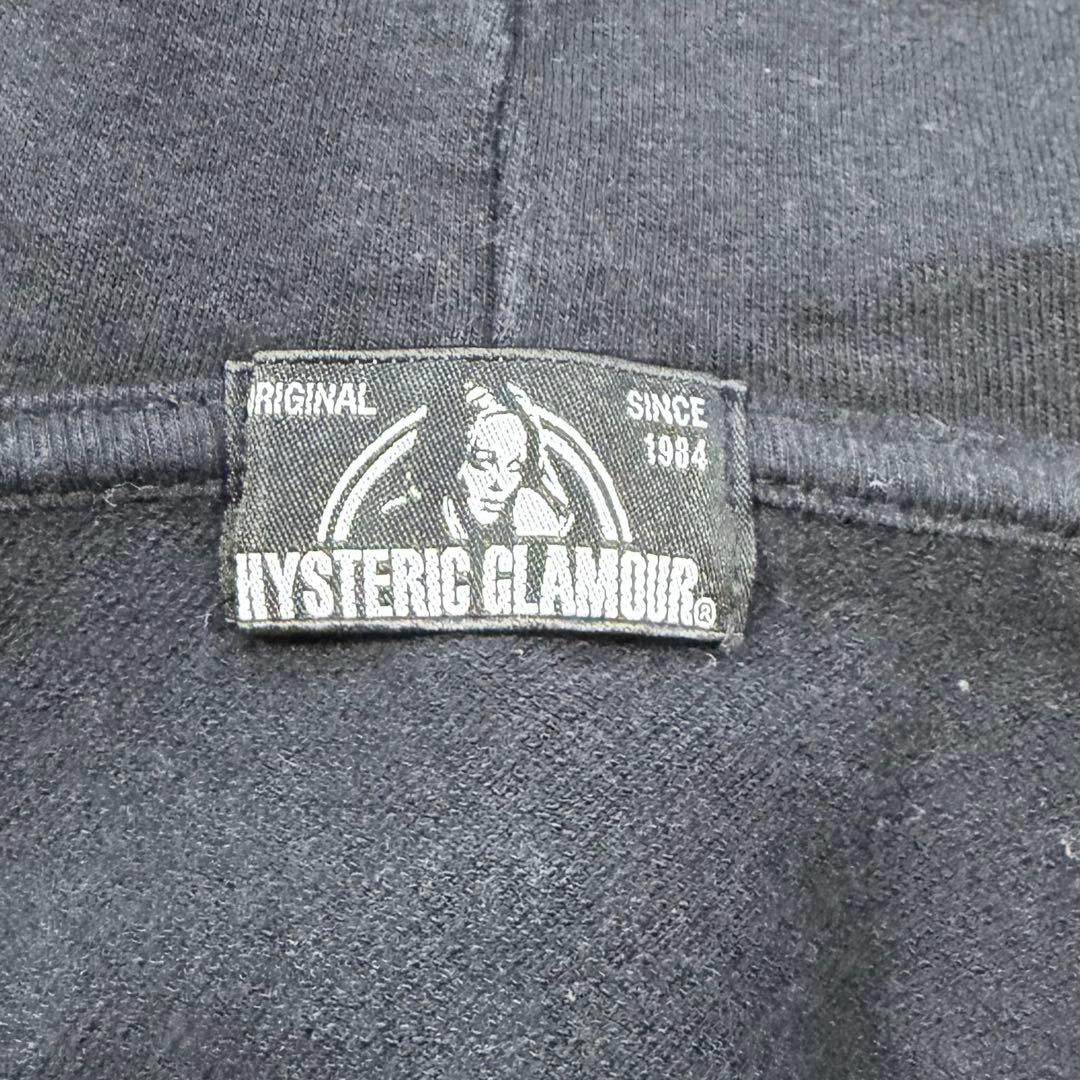 ORIGINAL
SINCE
1984
HYSTERIC GLAMOUR®